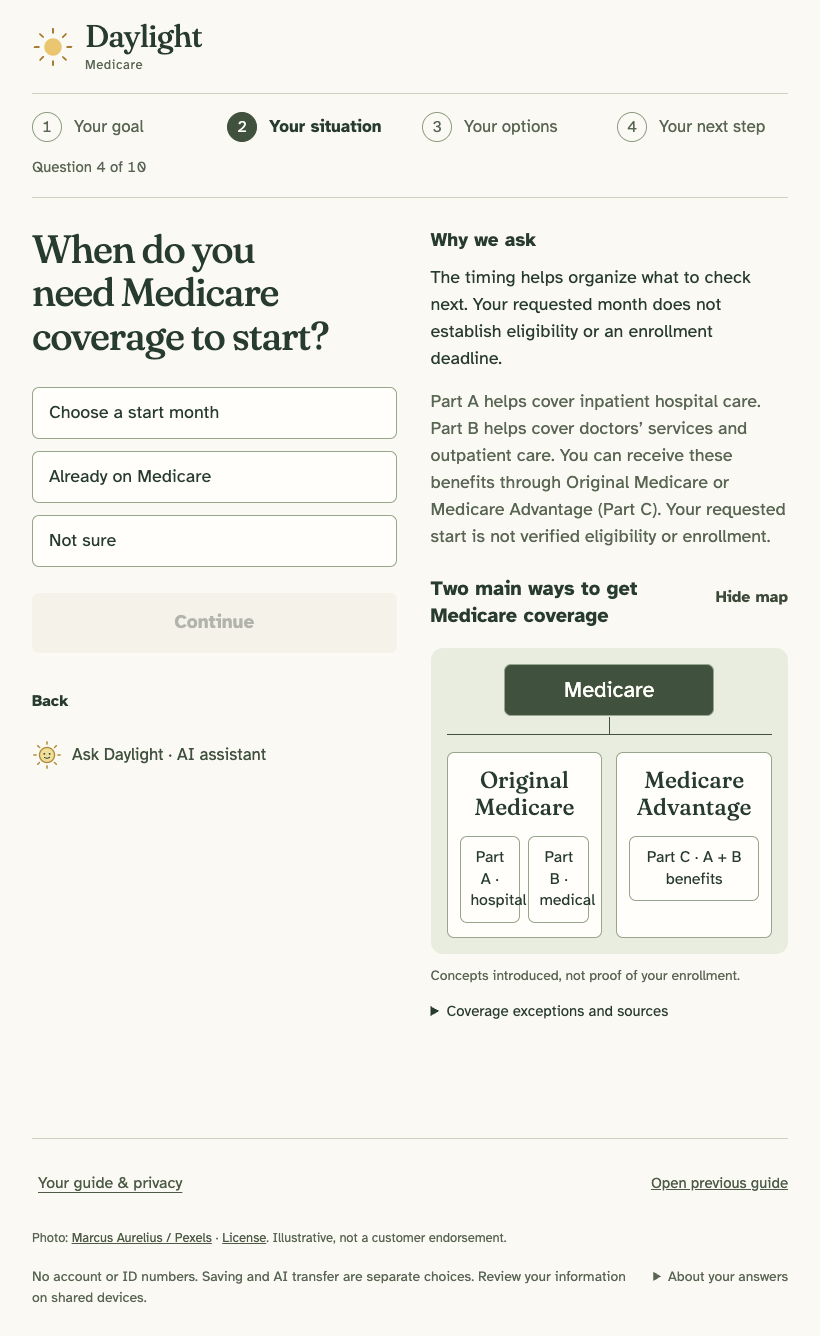 Daylight
Medicare
1 Your goal
2 Your situation
3 Your options
4 Your next step
Question 4 of 10
When do you
need Medicare
coverage to start?
Choose a start month
Already on Medicare
Not sure
Continue
Back
Ask Daylight · AI assistant
Why we ask
The timing helps organize what to check
next. Your requested month does not
establish eligibility or an enrollment
deadline.
Part A helps cover inpatient hospital care.
Part B helps cover doctors’ services and
outpatient care. You can receive these
benefits through Original Medicare or
Medicare Advantage (Part C). Your requested
start is not verified eligibility or enrollment.
Two main ways to get
Medicare coverage
Hide map
Medicare
Original
Medicare
Part
A ·
hospital
Part
B ·
medical
Medicare
Advantage
Part C · A + B
benefits
Concepts introduced, not proof of your enrollment.
Coverage exceptions and sources
Your guide & privacy
Open previous guide
Photo: Marcus Aurelius / Pexels · License. Illustrative, not a customer endorsement.
No account or ID numbers. Saving and AI transfer are separate choices. Review your information
on shared devices.
About your answers